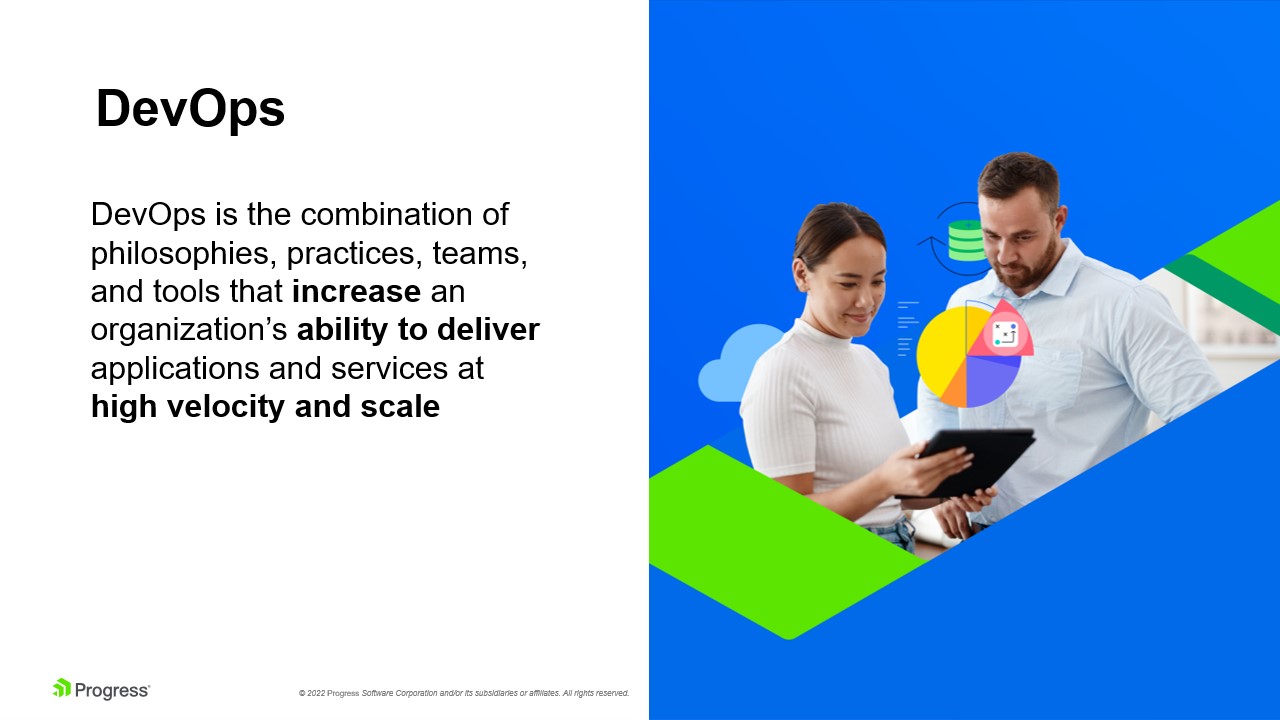 DevOps
DevOps is the combination of
philosophies, practices, teams,
and tools that increase an
organization’s ability to deliver
applications and services at
high velocity and scale
Progress®
© 2022 Progress Software Corporation and/or its subsidiaries or affiliates. All rights reserved.